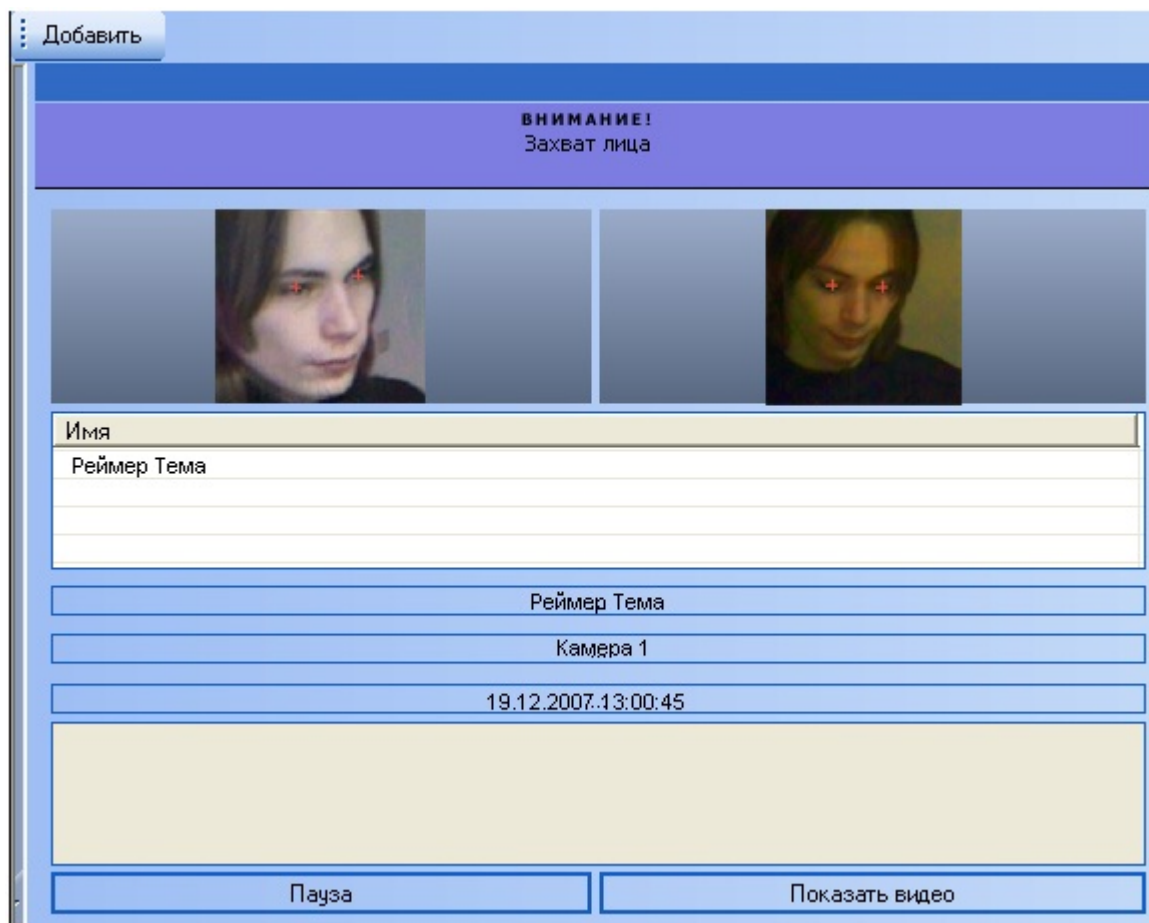 Добавить
ВНИМАНИЕ!
Захват лица
Имя
Реймер Тема
Реймер Тема
Камера 1
19.12.2007 13:00:45
Пауза
Показать видео